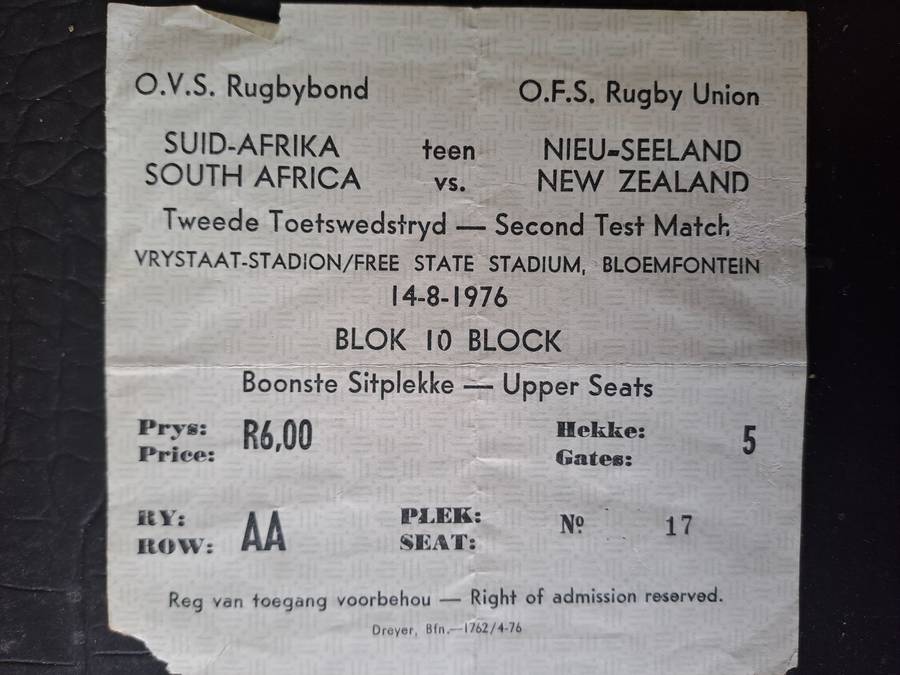 O.V.S. Rugbybond O.F.S. Rugby Union
SUID-AFRIKA teen NIEU-SEELAND
SOUTH AFRICA vs. NEW ZEALAND
Tweede Toetswedstryd — Second Test Match
VRYSTAAT-STADION/FREE STATE STADIUM, BLOEMFONTEIN
14-8-1976
BLOK 10 BLOCK
Boonste Sitplekke — Upper Seats
Prys: R6,00 Hekke: 5
Price: Gates:
RY: AA PLEK: Nº 17
ROW: SEAT:
Reg van toegang voorbehou — Right of admission reserved.
Dreyer, Bfn.—1762/4-76